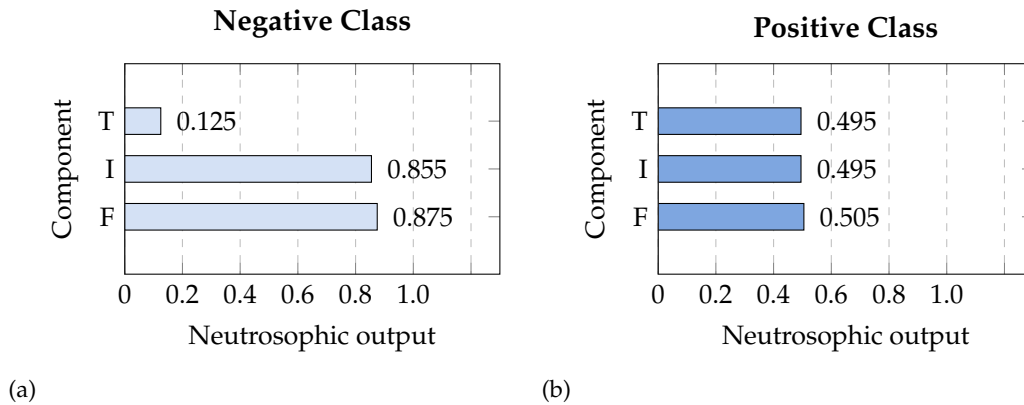 Negative Class
Component
T
0.125
I
0.855
F
0.875
0 0.2 0.4 0.6 0.8 1.0
Neutrosophic output
(a)
Positive Class
Component
T
0.495
I
0.495
F
0.505
0 0.2 0.4 0.6 0.8 1.0
Neutrosophic output
(b)